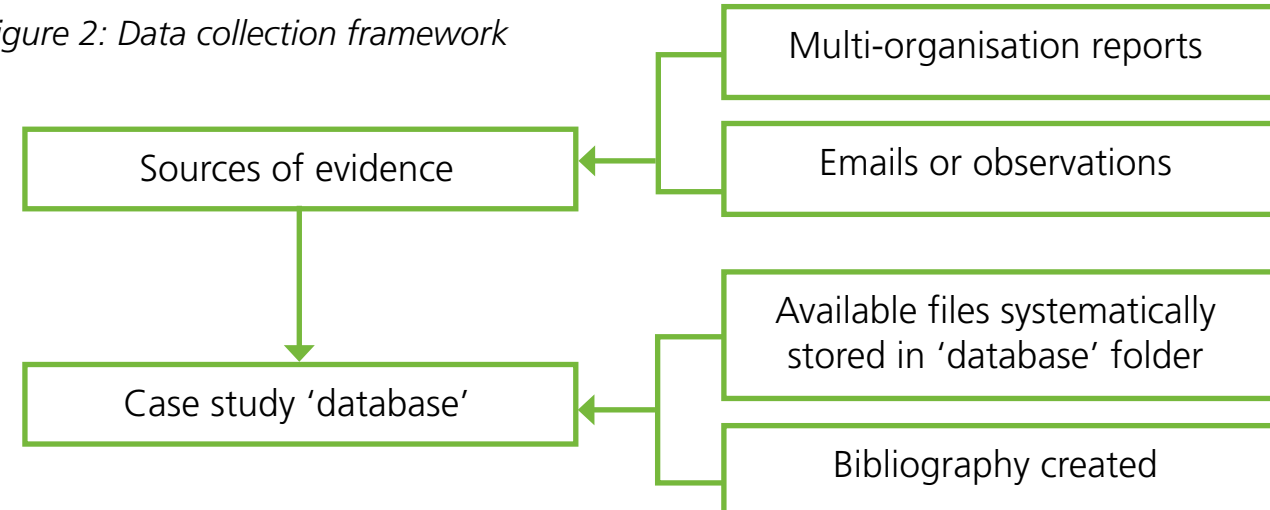 igure 2: Data collection framework
Multi-organisation reports
Sources of evidence
Emails or observations
Available files systematically
stored in ‘database’ folder
Case study ‘database’
Bibliography created